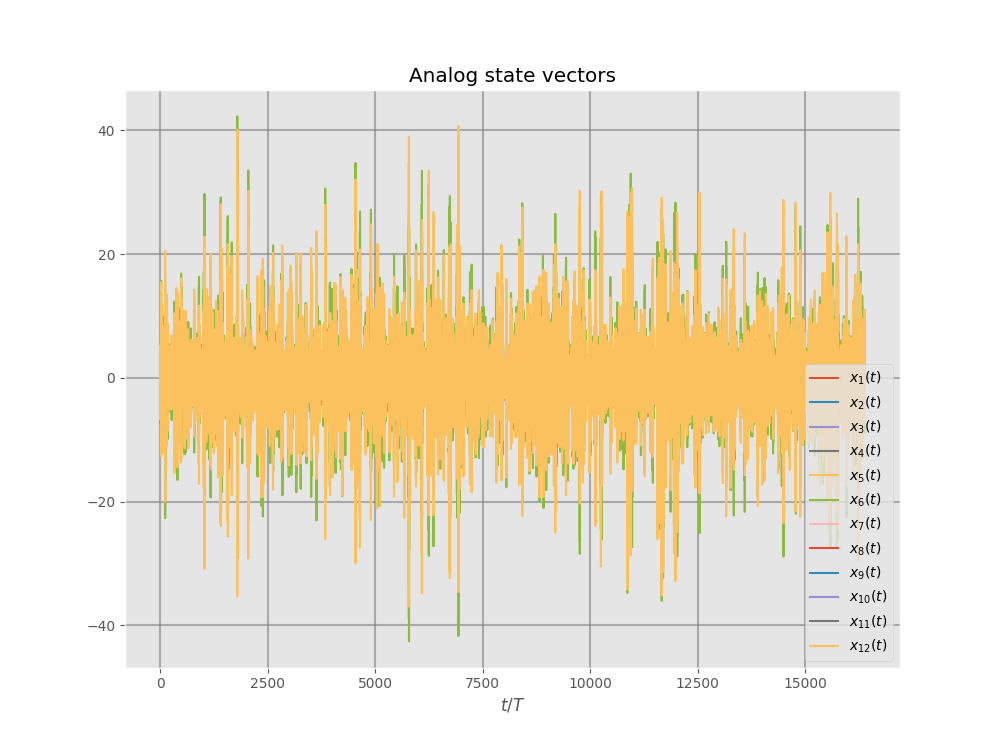 Analog state vectors
40
20
0
−20
−40
0 2500 5000 7500 10000 12500 15000
t/T
x₁(t)
x₂(t)
x₃(t)
x₄(t)
x₅(t)
x₆(t)
x₇(t)
x₈(t)
x₉(t)
x₁₀(t)
x₁₁(t)
x₁₂(t)